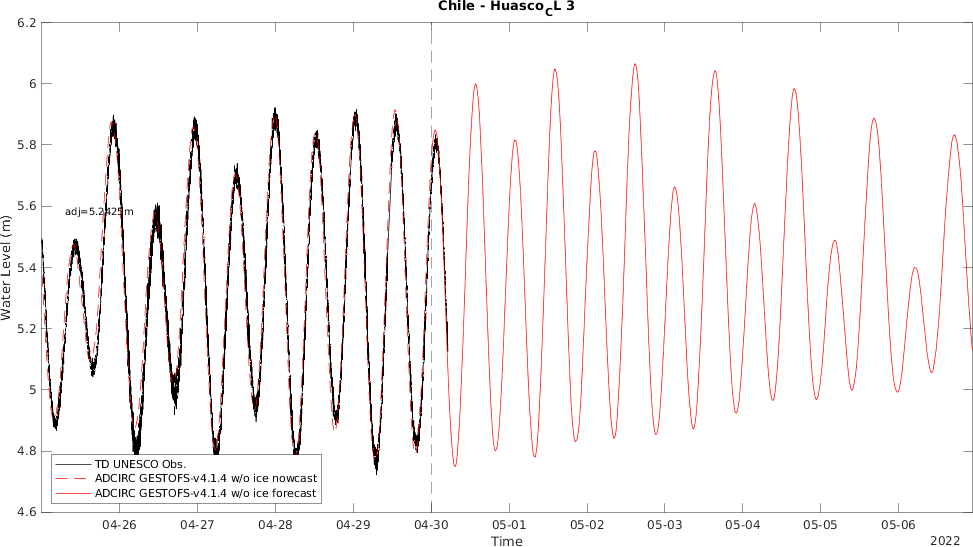 Chile - Huasco_CL 3
6.2
6
5.8
5.6
5.4
5.2
5
4.8
4.6
Water Level (m)
adj=5.2425m
TD UNESCO Obs.
ADCIRC GESTOFS-v4.1.4 w/o ice nowcast
ADCIRC GESTOFS-v4.1.4 w/o ice forecast
04-26 04-27 04-28 04-29 04-30 05-01 05-02 05-03 05-04 05-05 05-06
Time
2022